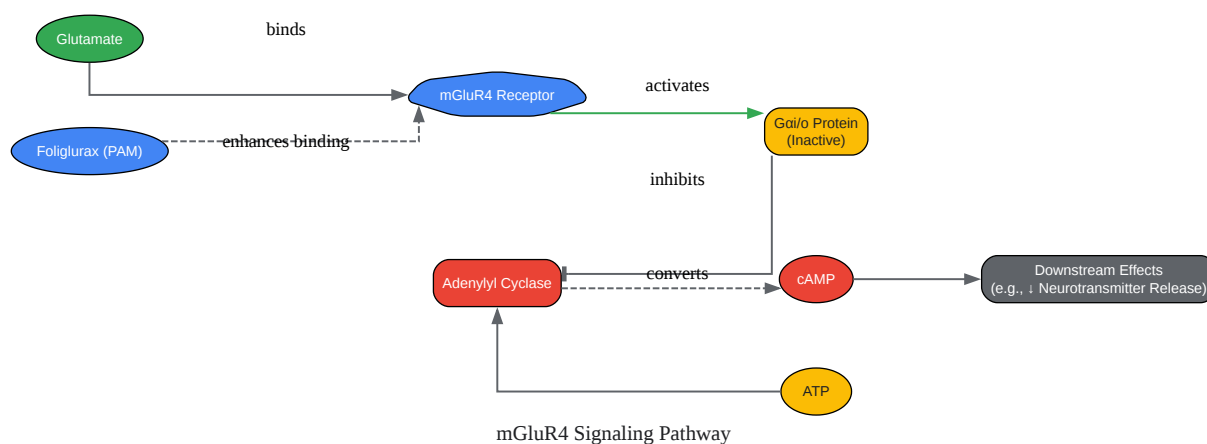 binds
Glutamate
activates
mGluR4 Receptor
Gαi/o Protein
(Inactive)
enhances binding
Foliglurax (PAM)
inhibits
Downstream Effects
(e.g., ↓ Neurotransmitter Release)
converts
Adenylyl Cyclase
cAMP
ATP
mGluR4 Signaling Pathway